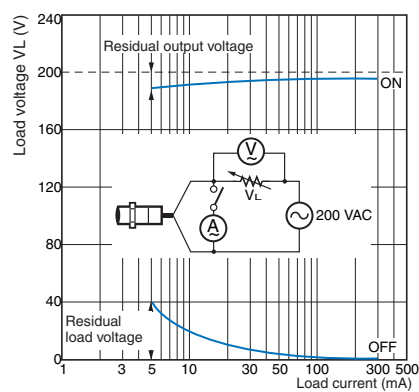 Load voltage VL (V)
240
200
160
120
80
40
0
Residual output voltage
ON
V
VL
A
200 VAC
Residual
load voltage
OFF
1
3
5
10
30
50
100
300 500
Load current (mA)